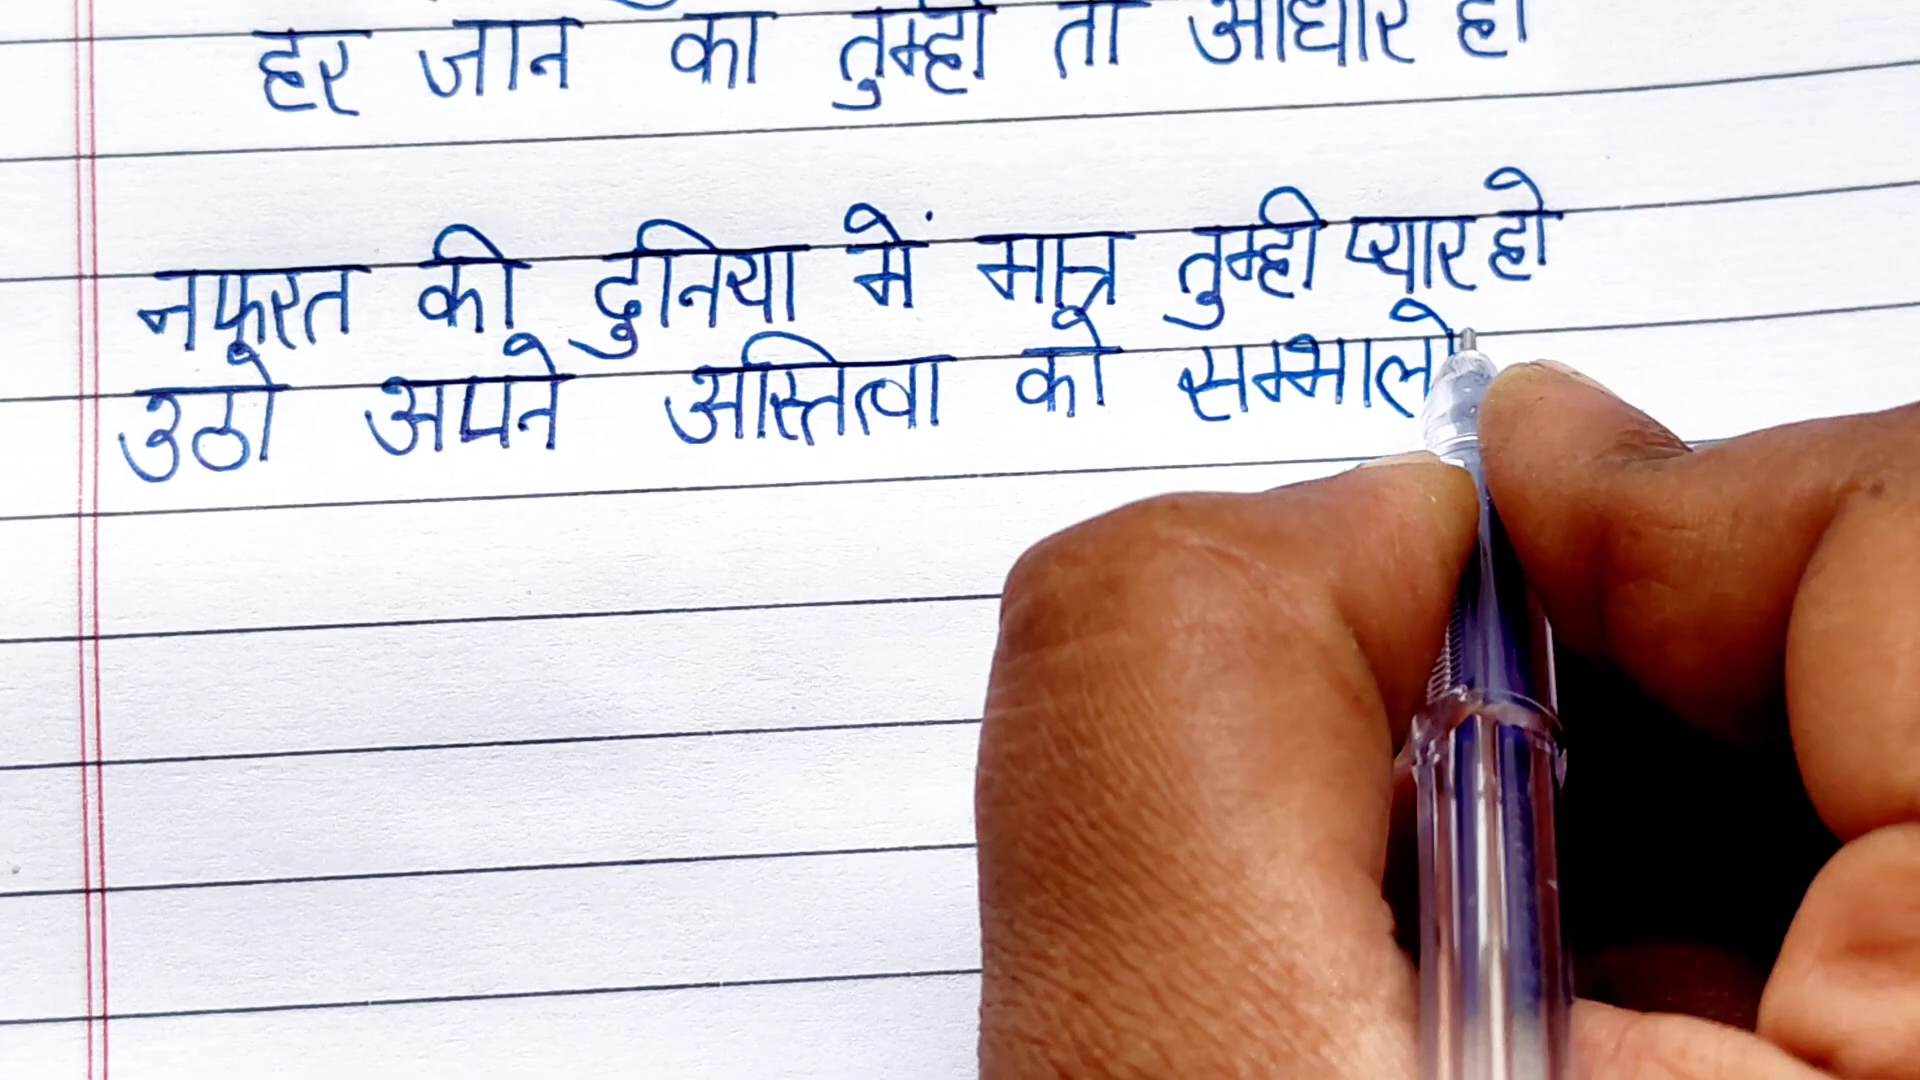 हर जान का तुम्ही तो आधार हो
नफरत की दुनिया में मात्र तुम्ही प्यार हो
उठो अपने अस्तित्वा को सम्भालो